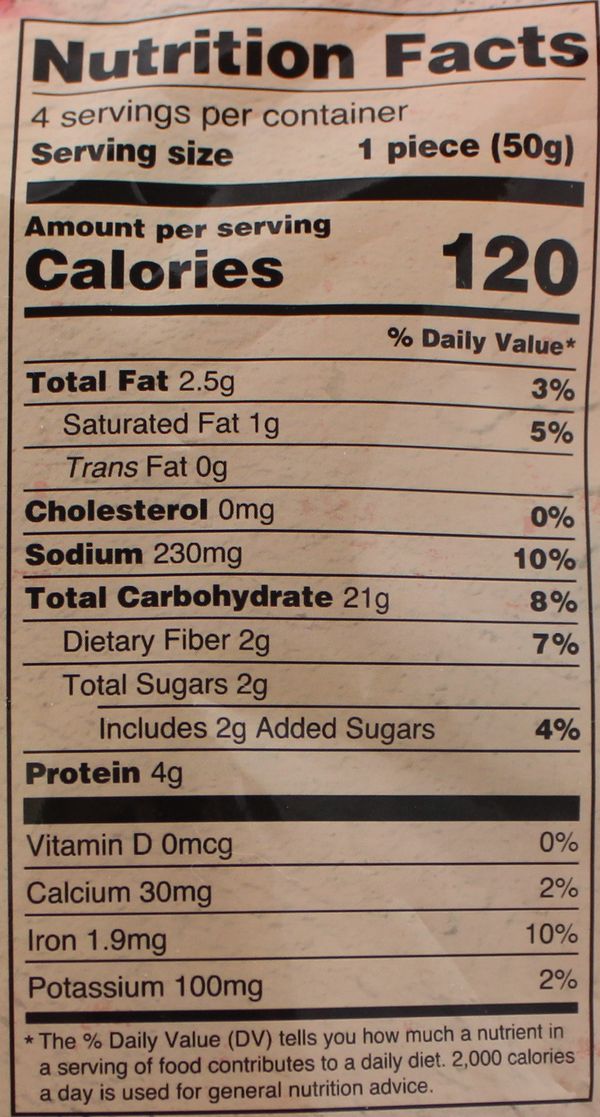 Nutrition Facts
4 servings per container
Serving size 1 piece (50g)
Amount per serving
Calories 120
% Daily Value*
Total Fat 2.5g 3%
Saturated Fat 1g 5%
Trans Fat 0g
Cholesterol 0mg 0%
Sodium 230mg 10%
Total Carbohydrate 21g 8%
Dietary Fiber 2g 7%
Total Sugars 2g
Includes 2g Added Sugars 4%
Protein 4g
Vitamin D 0mcg 0%
Calcium 30mg 2%
Iron 1.9mg 10%
Potassium 100mg 2%
* The % Daily Value (DV) tells you how much a nutrient in
a serving of food contributes to a daily diet. 2,000 calories
a day is used for general nutrition advice.